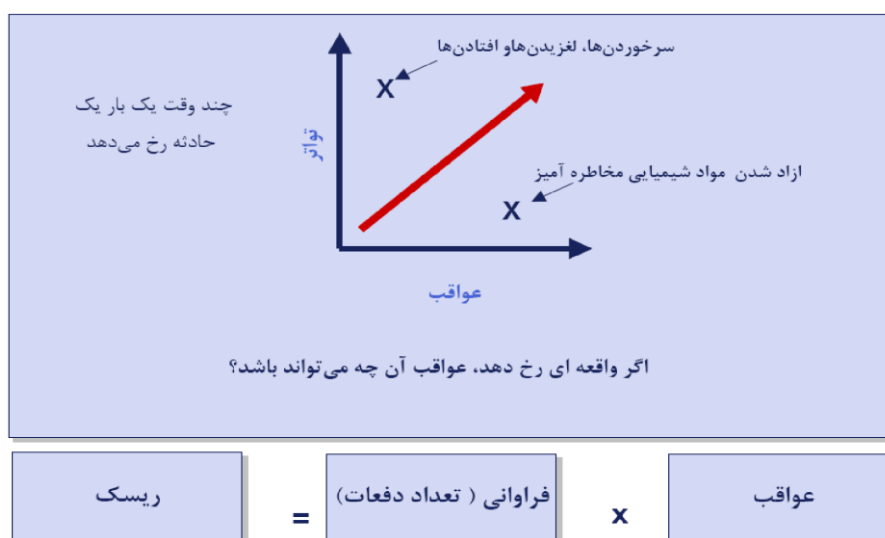 سرخوردن‌ها، لغزیدن‌هاو افتادن‌ها
X
چند وقت یک بار یک
حادثه رخ می‌دهد
تواتر
ازاد شدن مواد شیمیایی مخاطره آمیز
X
عواقب
اگر واقعه ای رخ دهد، عواقب آن چه می‌تواند باشد؟
ریسک = فراوانی ( تعداد دفعات) x عواقب